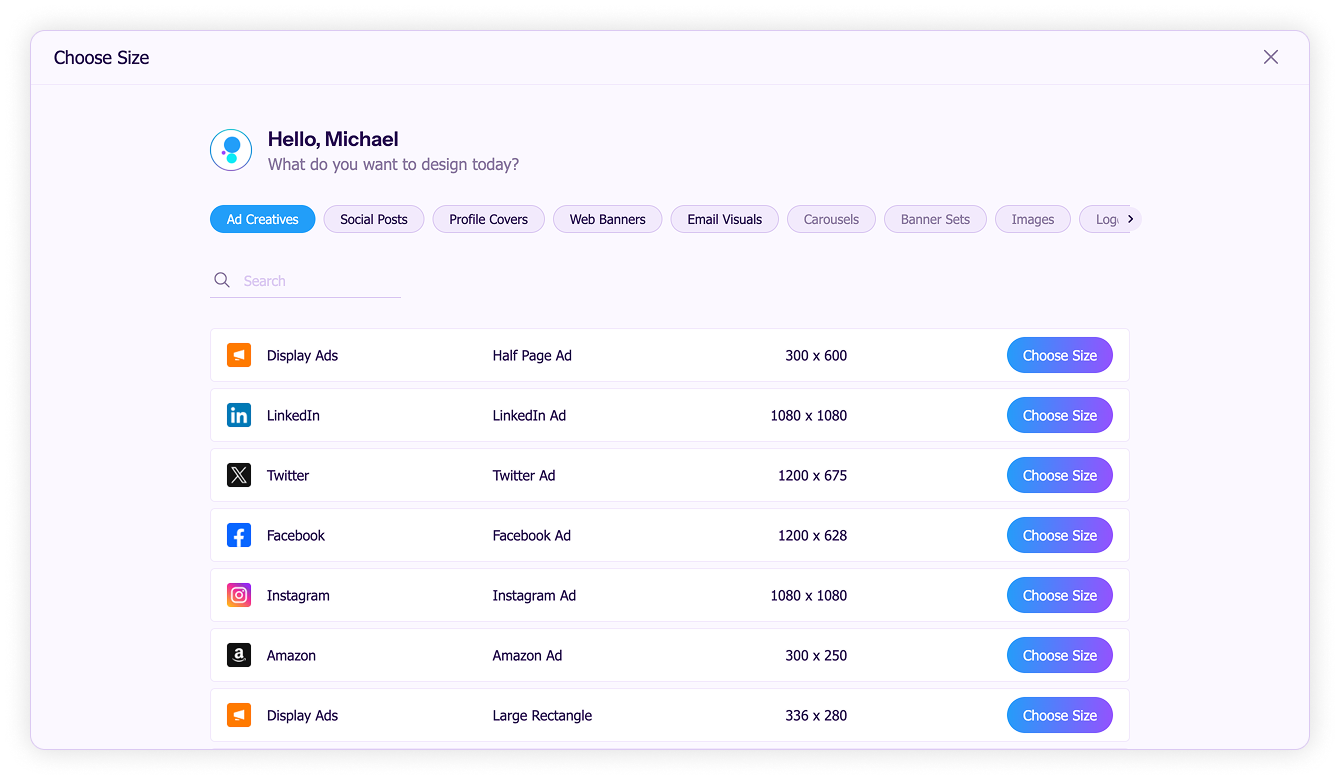 Choose Size
Hello, Michael
What do you want to design today?
Ad Creatives Social Posts Profile Covers Web Banners Email Visuals Carousels Banner Sets Images
Search
Display Ads Half Page Ad 300 x 600 Choose Size
in LinkedIn LinkedIn Ad 1080 x 1080 Choose Size
X Twitter Twitter Ad 1200 x 675 Choose Size
f Facebook Facebook Ad 1200 x 628 Choose Size
Instagram Instagram Ad 1080 x 1080 Choose Size
a Amazon Amazon Ad 300 x 250 Choose Size
Display Ads Large Rectangle 336 x 280 Choose Size